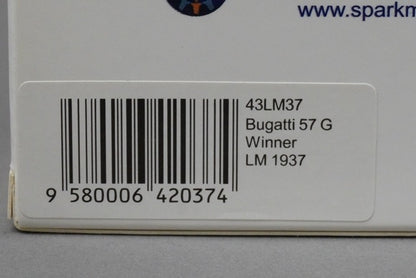 www.sparkm
43LM37
Bugatti 57 G
Winner
LM 1937
9 580006 420374